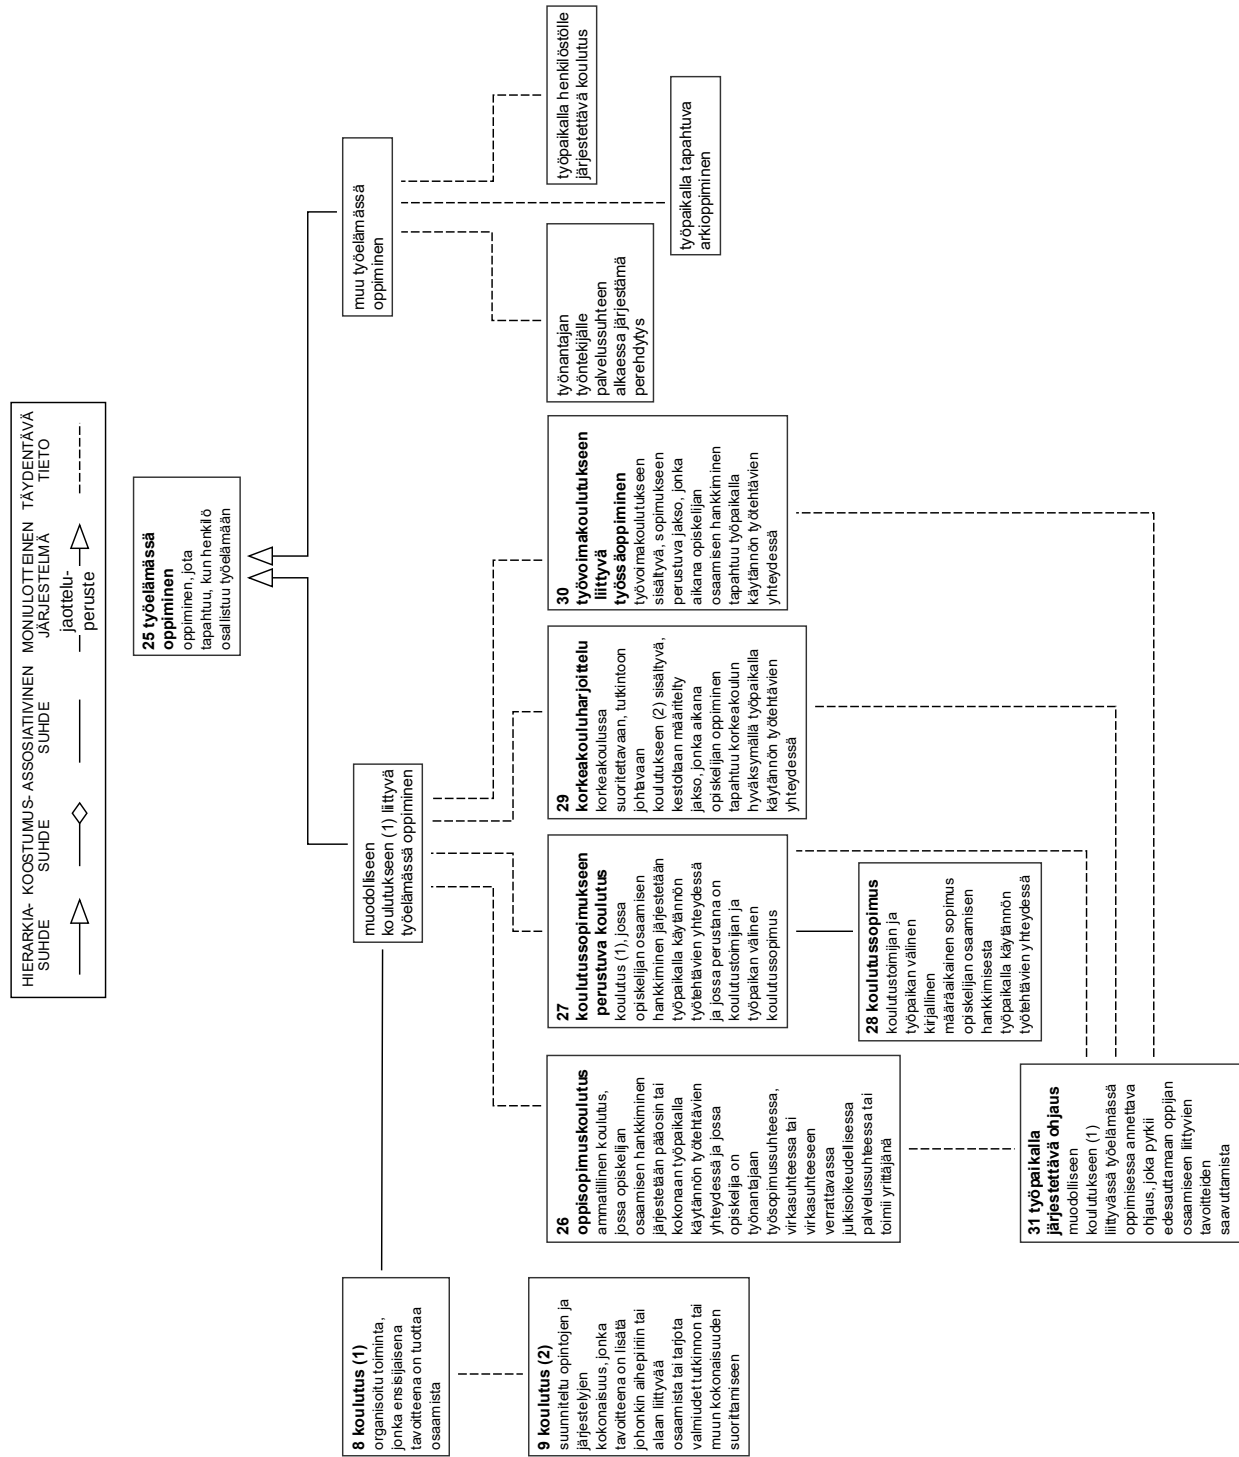 HIERARKIA- KOOSTUMUS- ASSOSIATIIVINEN MONIULOTTEINEN TÄYDENTÄVÄ
SUHDE SUHDE SUHDE JÄRJESTELMÄ TIETO
jaottelu-
peruste
25 työelämässä
oppiminen
oppiminen, jota
tapahtuu, kun henkilö
osallistuu työelämään
8 koulutus (1)
organisoitu toiminta,
jonka ensisijaisena
tavoitteena on tuottaa
osaamista
muodolliseen
koulutukseen (1) liittyvä
työelämässä oppiminen
muu työelämässä
oppiminen
9 koulutus (2)
suunniteltu opintojen ja
järjestelyjen
kokonaisuus, jonka
tavoitteena on lisätä
johonkin aihepiiriin tai
alaan liittyvää
osaamista tai tarjota
valmiudet tutkinnon tai
muun kokonaisuuden
suorittamiseen
26
oppisopimuskoulutus
ammatillinen koulutus,
jossa opiskelijan
osaamisen hankkiminen
järjestetään pääosin tai
kokonaan työpaikalla
käytännön työtehtävien
yhteydessä ja jossa
opiskelija on
työnantajaan
työsopimussuhteessa,
virkasuhteessa tai
virkasuhteeseen
verrattavassa
julkisoikeudellisessa
palvelussuhteessa tai
toimii yrittäjänä
27
koulutussopimukseen
perustuva koulutus
koulutus (1), jossa
opiskelijan osaamisen
hankkiminen järjestetään
työpaikalla käytännön
työtehtävien yhteydessä
ja jossa perustana on
koulutustoimijan ja
työpaikan välinen
koulutussopimus
29
korkeakouluharjoittelu
korkeakoulussa
suoritettavaan, tutkintoon
johtavaan
koulutukseen (2) sisältyvä,
kestoltaan määritelty
jakso, jonka aikana
opiskelijan oppiminen
tapahtuu korkeakoulun
hyväksymällä työpaikalla
käytännön työtehtävien
yhteydessä
30
työvoimakoulutukseen
liittyvä
työssäoppiminen
työvoimakoulutukseen
sisältyvä, sopimukseen
perustuva jakso, jonka
aikana opiskelijan
osaamisen hankkiminen
tapahtuu työpaikalla
käytännön työtehtävien
yhteydessä
työnantajan
työntekijälle
palvelussuhteen
alkaessa järjestämä
perehdytys
työpaikalla henkilöstölle
järjestettävä koulutus
työpaikalla tapahtuva
arkioppiminen
28 koulutussopimus
koulutustoimijan ja
työpaikan välinen
kirjallinen
määräaikainen sopimus
opiskelijan osaamisen
hankkimisesta
työpaikalla käytännön
työtehtävien yhteydessä
31 työpaikalla
järjestettävä ohjaus
muodolliseen
koulutukseen (1)
liittyvässä työelämässä
oppimisessa annettava
ohjaus, joka pyrkii
edesauttamaan oppijan
osaamiseen liittyvien
tavoitteiden
saavuttamista